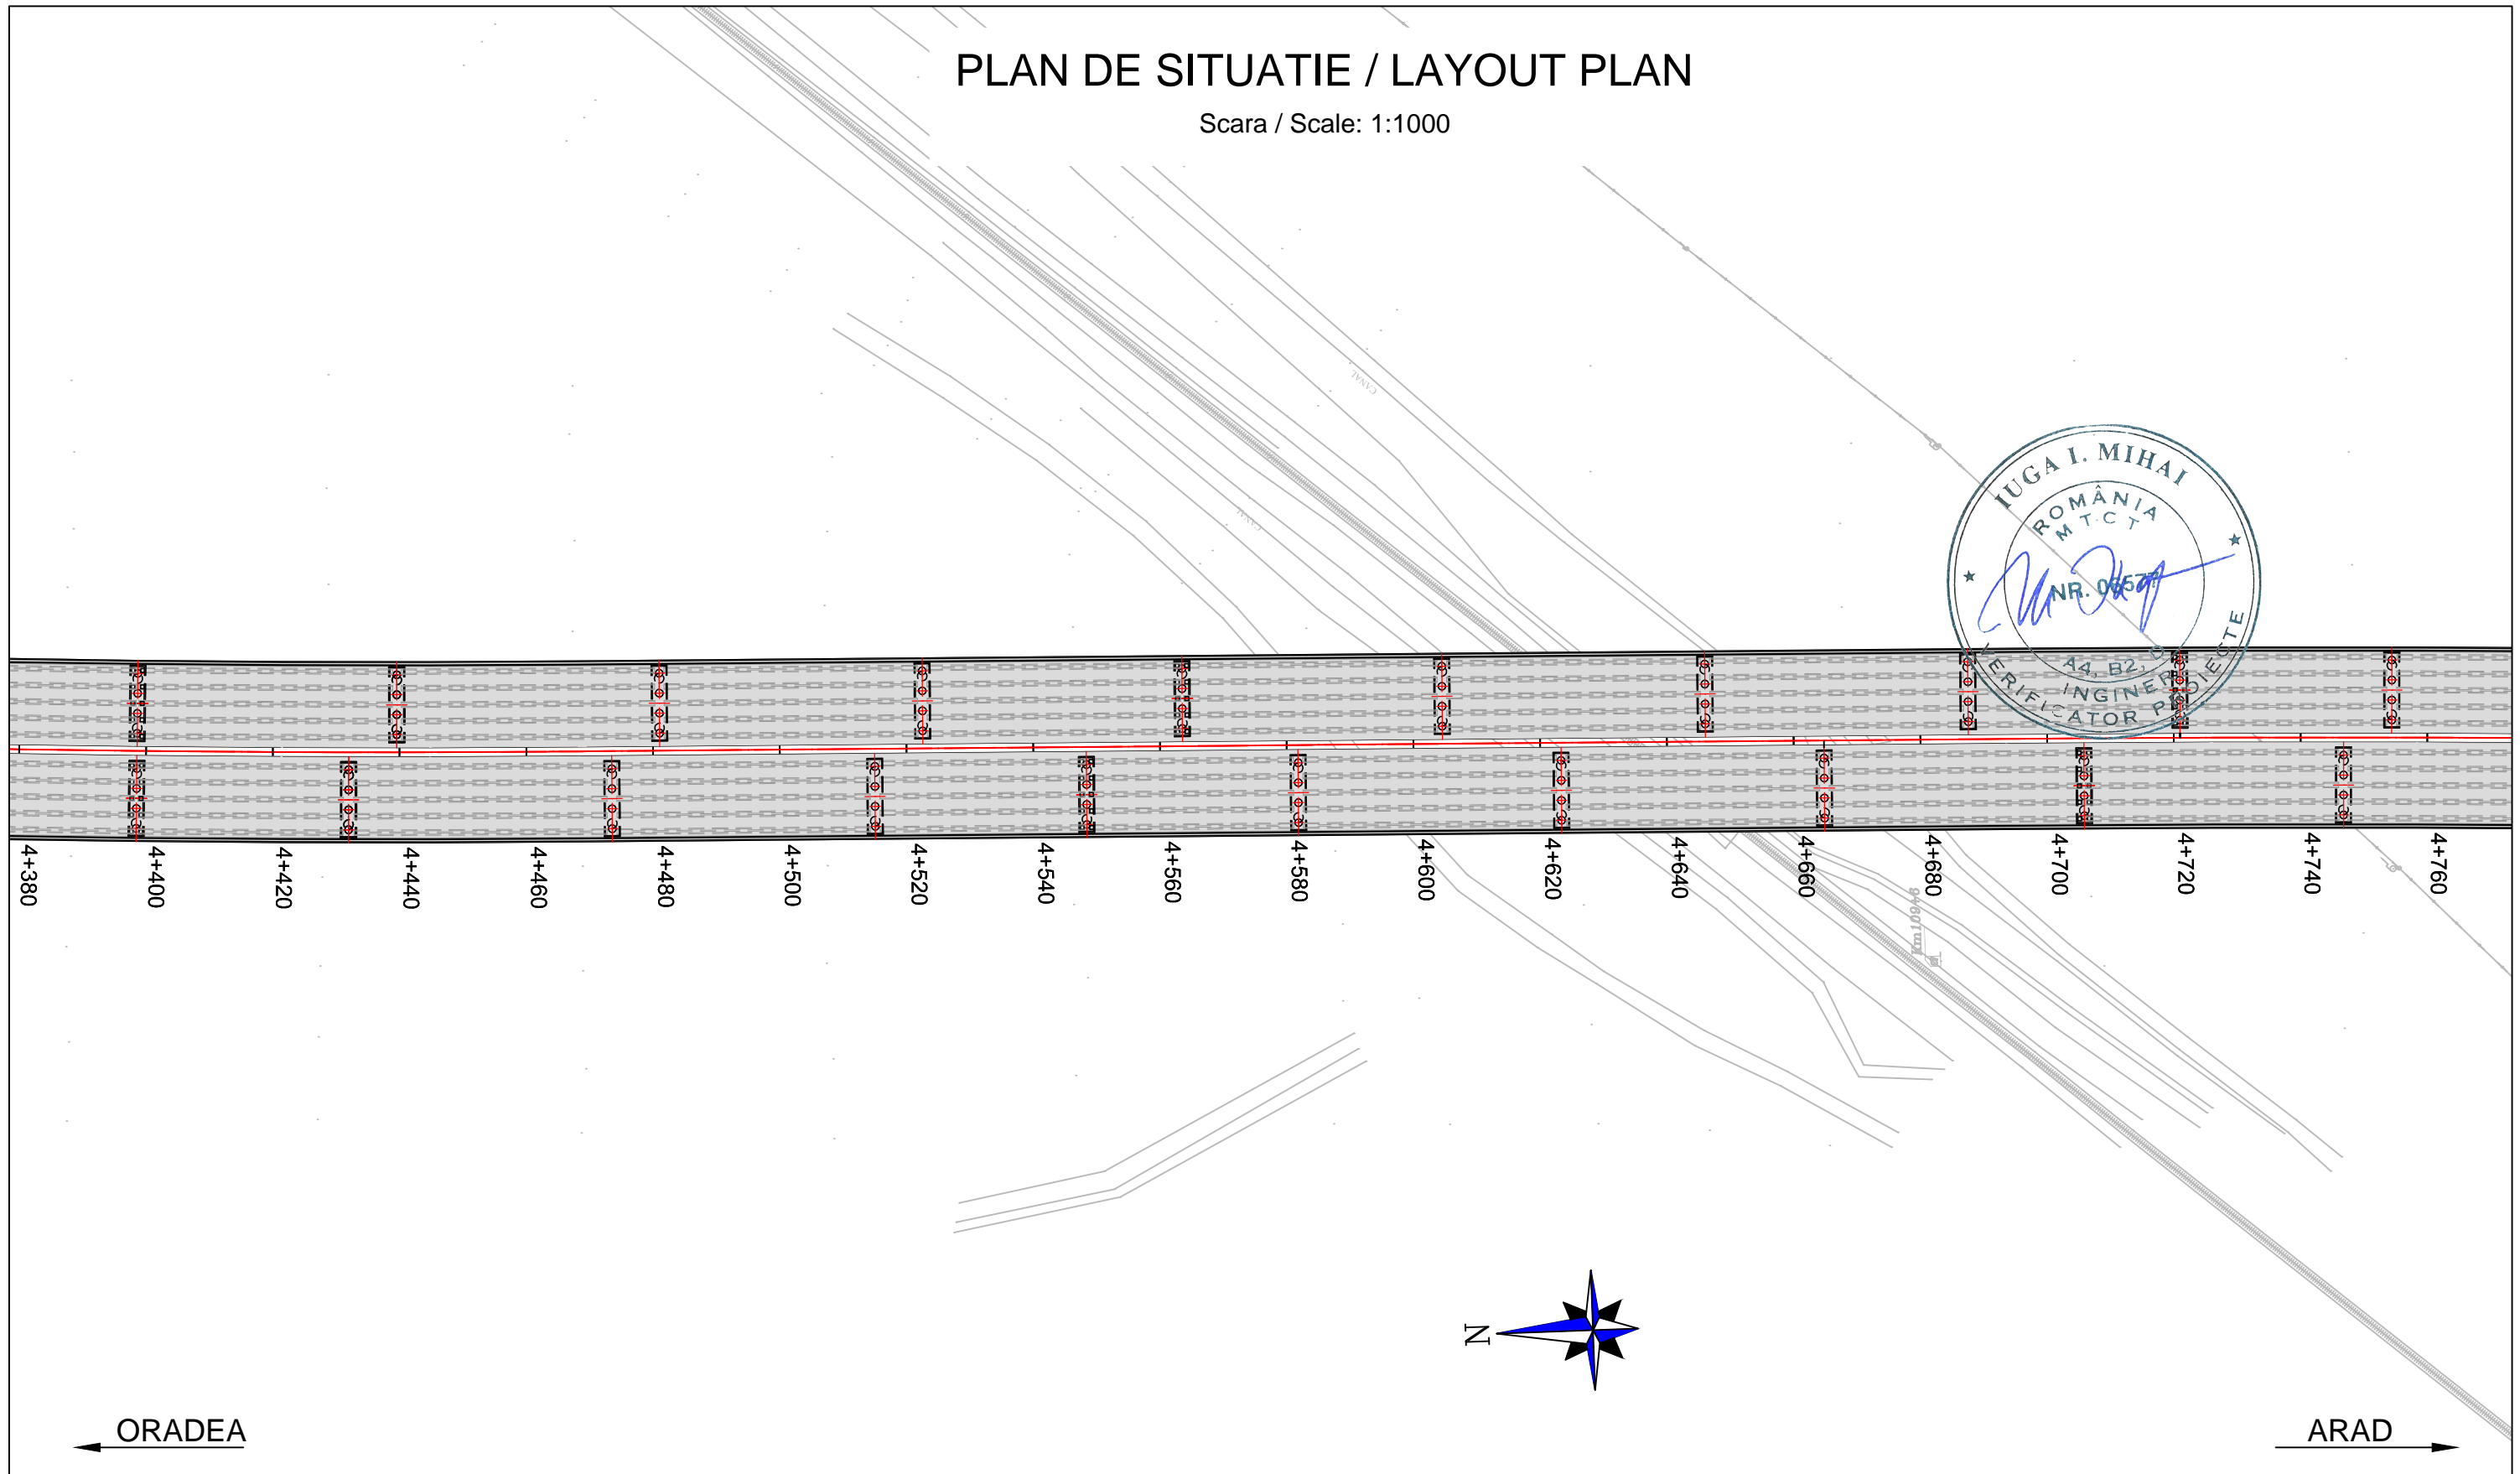 PLAN DE SITUATIE / LAYOUT PLAN
Scara / Scale: 1:1000
CANAL
CANAL
IUGA I. MIHAI
ROMÂNIA
M T C T
NR. 06577
A4, B2, D
INGINER
VERIFICATOR PROIECTE
4+380
4+400
4+420
4+440
4+460
4+480
4+500
4+520
4+540
4+560
4+580
4+600
4+620
4+640
4+660
4+680
4+700
4+720
4+740
4+760
N
ORADEA
ARAD